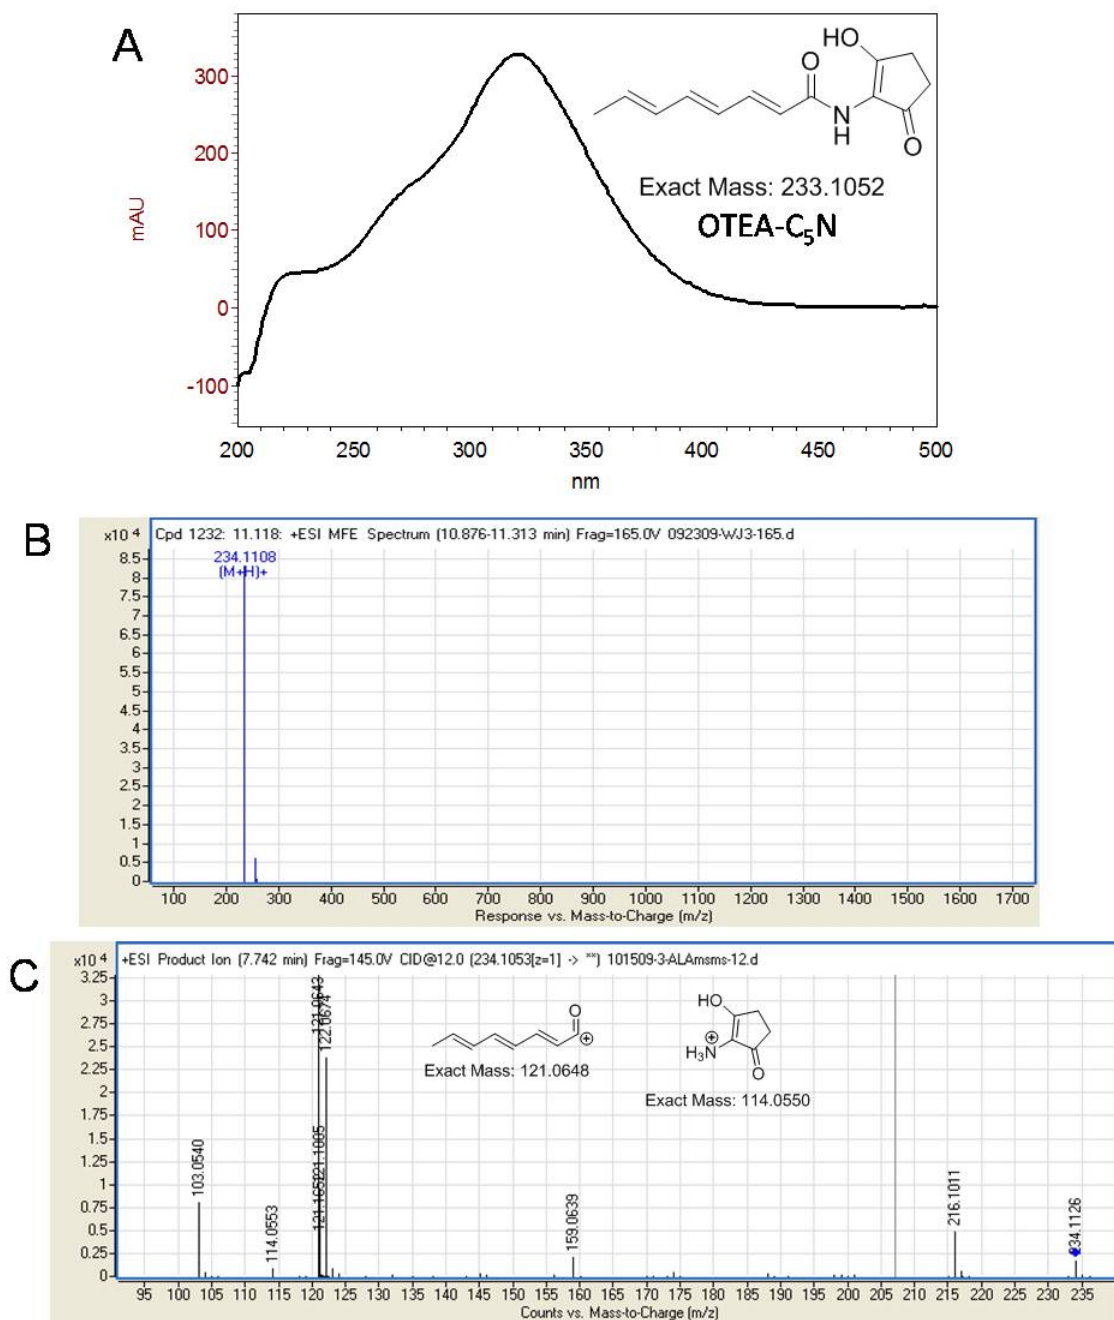 A
300
200
100
0
-100
mAU
200 250 300 350 400 450 500
nm
HO
O
N
H
O
Exact Mass: 233.1052
OTEA-C₅N
B
x10 4
Cpd 1232: 11.118: +ESI MFE Spectrum (10.876-11.313 min) Frag=165.0V 092309-WJ3-165.d
234.1108
(M+H)+
8.5
8
7.5
7
6.5
6
5.5
5
4.5
4
3.5
3
2.5
2
1.5
1
0.5
0
100 200 300 400 500 600 700 800 900 1000 1100 1200 1300 1400 1500 1600 1700
Response vs. Mass-to-Charge (m/z)
C
x10 4
+ESI Product Ion (7.742 min) Frag=145.0V CID@12.0 (234.1053[z=1] -> **) 101509-3-ALAmsms-12.d
3.25
3
2.75
2.5
2.25
2
1.75
1.5
1.25
1
0.75
0.5
0.25
0
103.0540
114.0553
121.0643
122.0674
159.0639
216.1011
234.1126
O
⊕
Exact Mass: 121.0648
HO
⊕
H₃N
O
Exact Mass: 114.0550
95 100 105 110 115 120 125 130 135 140 145 150 155 160 165 170 175 180 185 190 195 200 205 210 215 220 225 230 235
Counts vs. Mass-to-Charge (m/z)